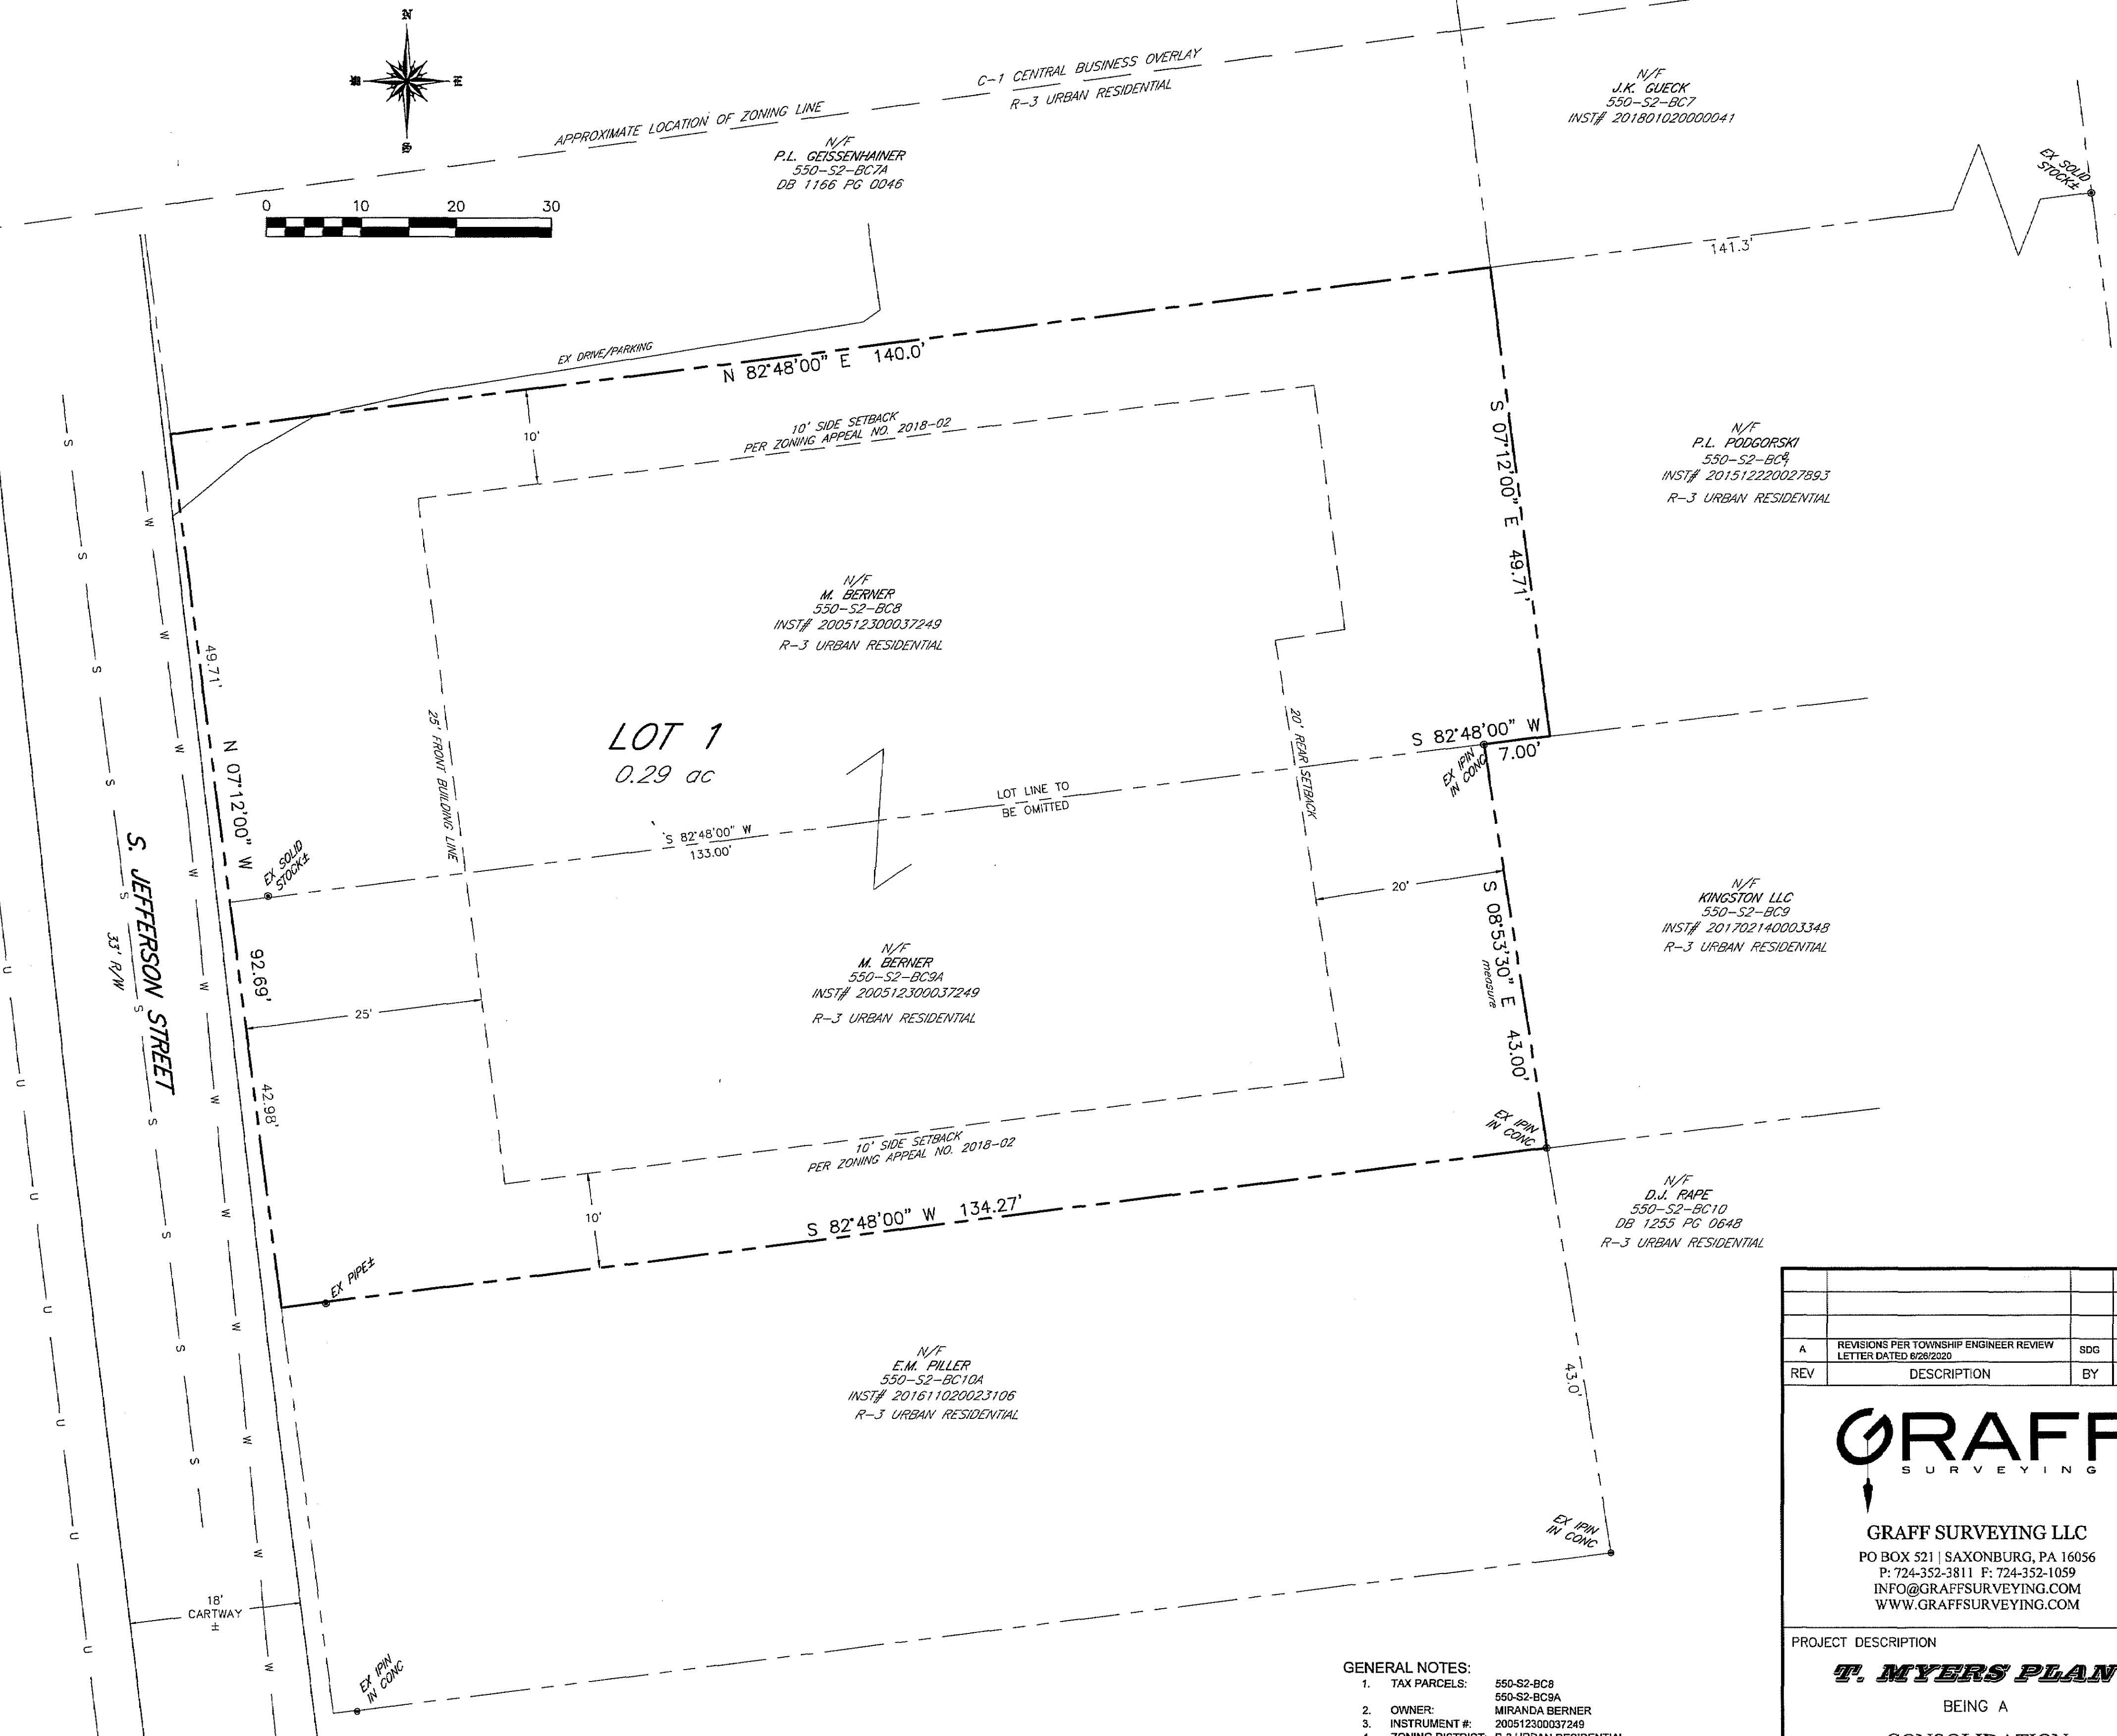 N
E
S
C-1 CENTRAL BUSINESS OVERLAY
R-3 URBAN RESIDENTIAL
APPROXIMATE LOCATION OF ZONING LINE
N/F
P.L. GEISSENHAINER
550-S2-BC7A
DB 1166 PG 0046
N/F
J.K. GUECK
550-S2-BC7
INST# 201801020000041
EX SOLID
STOCK±
0 10 20 30
141.3'
EX DRIVE/PARKING
N 82°48'00" E 140.0'
10'
10' SIDE SETBACK
PER ZONING APPEAL NO. 2018-02
S 07°12'00" E 49.71'
N/F
P.L. PODGORSKI
INST# 201512220027893
R-3 URBAN RESIDENTIAL
N/F
M. BERNER
550-S2-BC8
INST# 200512300037249
R-3 URBAN RESIDENTIAL
49.71'
N 07°12'00" W 92.69'
25' FRONT BUILDING LINE
LOT 1
0.29 ac
20' REAR SETBACK
S 82°48'00" W
7.00'
EX IPIN
IN CONC
LOT LINE TO
BE OMITTED
S 82°48'00" W
133.00'
EX SOLID
STOCK±
S. JEFFERSON STREET
33' R/W
20'
S 08°53'30" E 43.00'
measure
N/F
KINGSTON LLC
550-S2-BC9
INST# 201702140003348
R-3 URBAN RESIDENTIAL
N/F
M. BERNER
550-S2-BC9A
INST# 200512300037249
R-3 URBAN RESIDENTIAL
25'
42.98'
EX IPIN
IN CONC
10' SIDE SETBACK
PER ZONING APPEAL NO. 2018-02
10'
S 82°48'00" W 134.27'
N/F
D.J. RAPE
550-S2-BC10
DB 1255 PG 0648
R-3 URBAN RESIDENTIAL
EX PIPE±
N/F
E.M. PILLER
550-S2-BC10A
INST# 201611020023106
R-3 URBAN RESIDENTIAL
43.0'
EX IPIN
IN CONC
18'
CARTWAY
±
EX IPIN
IN CONC
A REVISIONS PER TOWNSHIP ENGINEER REVIEW SDG
LETTER DATED 8/26/2020
REV DESCRIPTION BY
GRAFF
SURVEYING
GRAFF SURVEYING LLC
PO BOX 521 | SAXONBURG, PA 16056
P: 724-352-3811 F: 724-352-1059
INFO@GRAFFSURVEYING.COM
WWW.GRAFFSURVEYING.COM
PROJECT DESCRIPTION
T. MYERS PLAN
BEING A
CONSOLIDATION
GENERAL NOTES:
1. TAX PARCELS: 550-S2-BC8
550-S2-BC9A
2. OWNER: MIRANDA BERNER
3. INSTRUMENT #: 200512300037249
4. ZONING DISTRICT: R-3 URBAN RESIDENTIAL